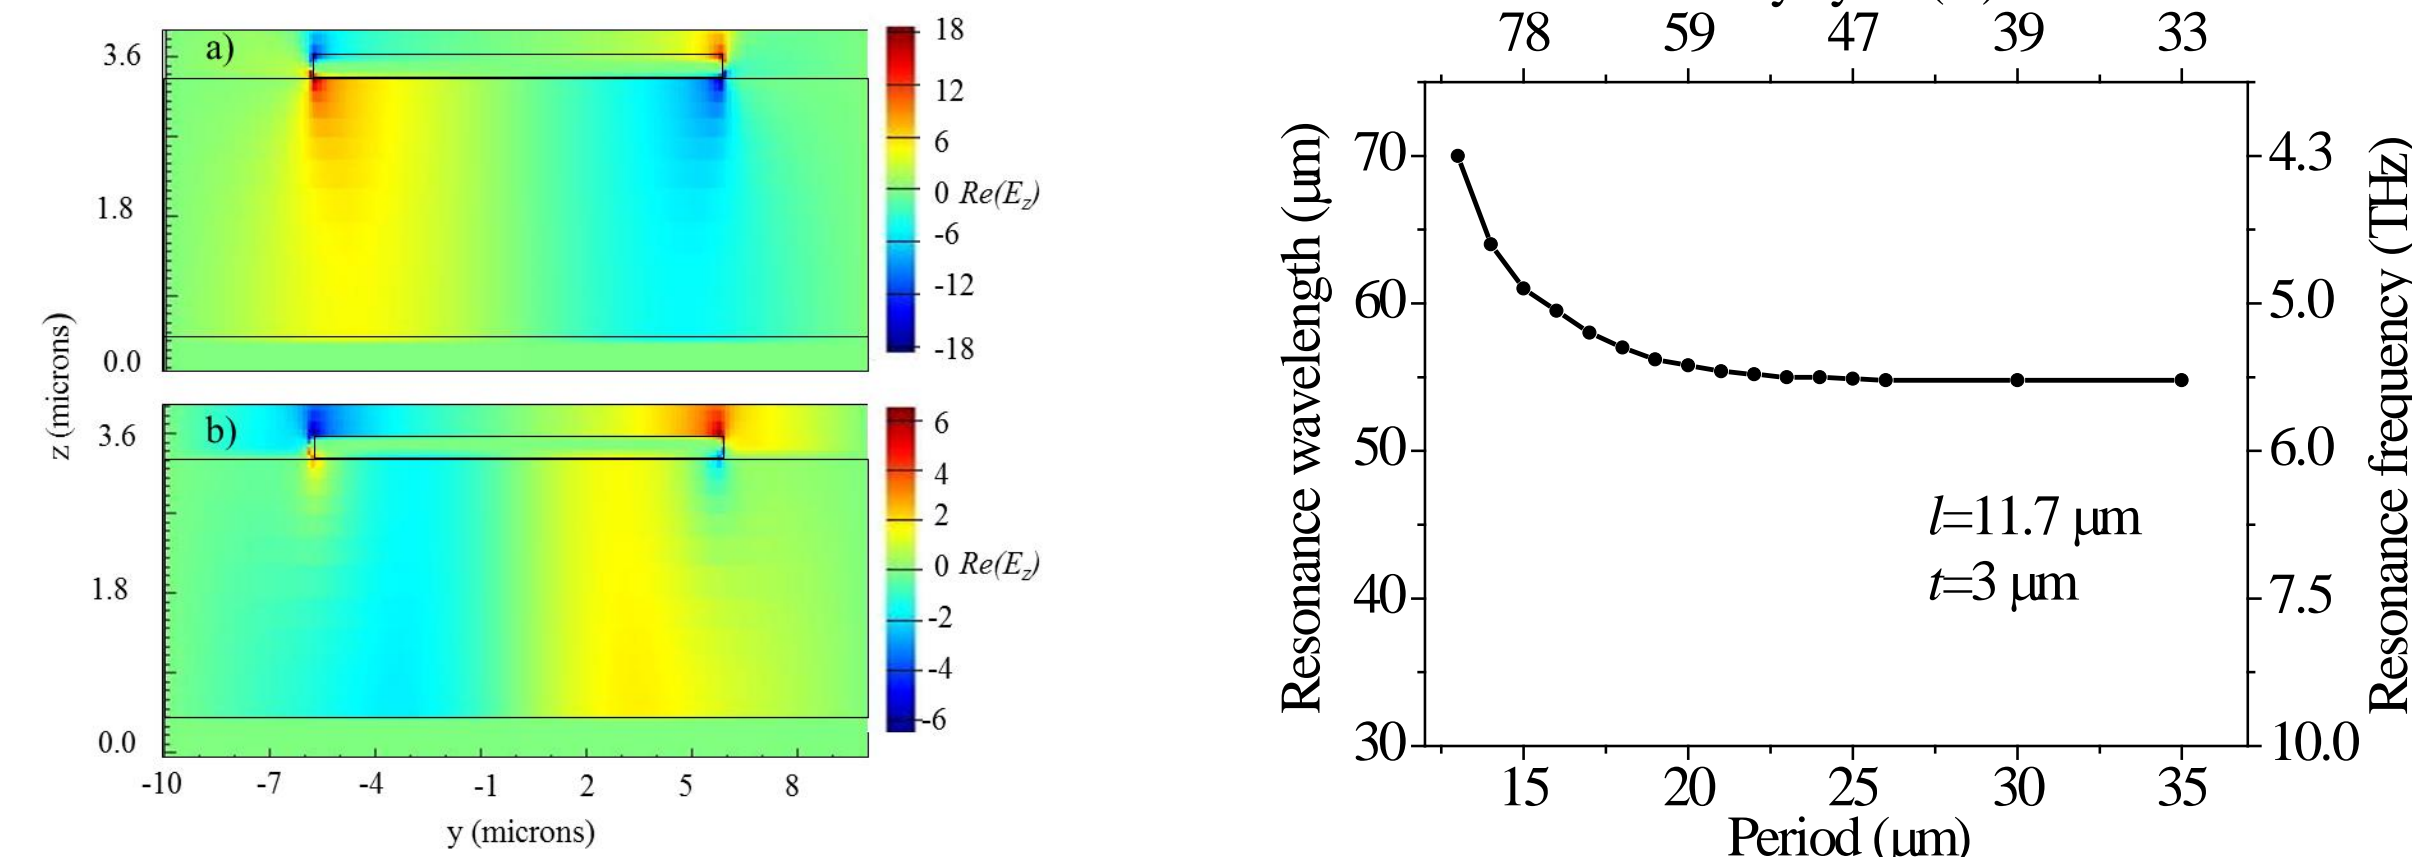 a)
3.6
1.8
0.0
18
12
6
0
-6
-12
-18
Re(Ez)
b)
3.6
1.8
0.0
6
4
2
0
-2
-4
-6
Re(Ez)
z (microns)
-10 -7 -4 -1 2 5 8
y (microns)
78 59 47 39 33
Resonance wavelength (μm)
70
60
50
40
30
4.3
5.0
6.0
7.5
10.0
Resonance frequency (THz)
l=11.7 μm
t=3 μm
15 20 25 30 35
Period (μm)